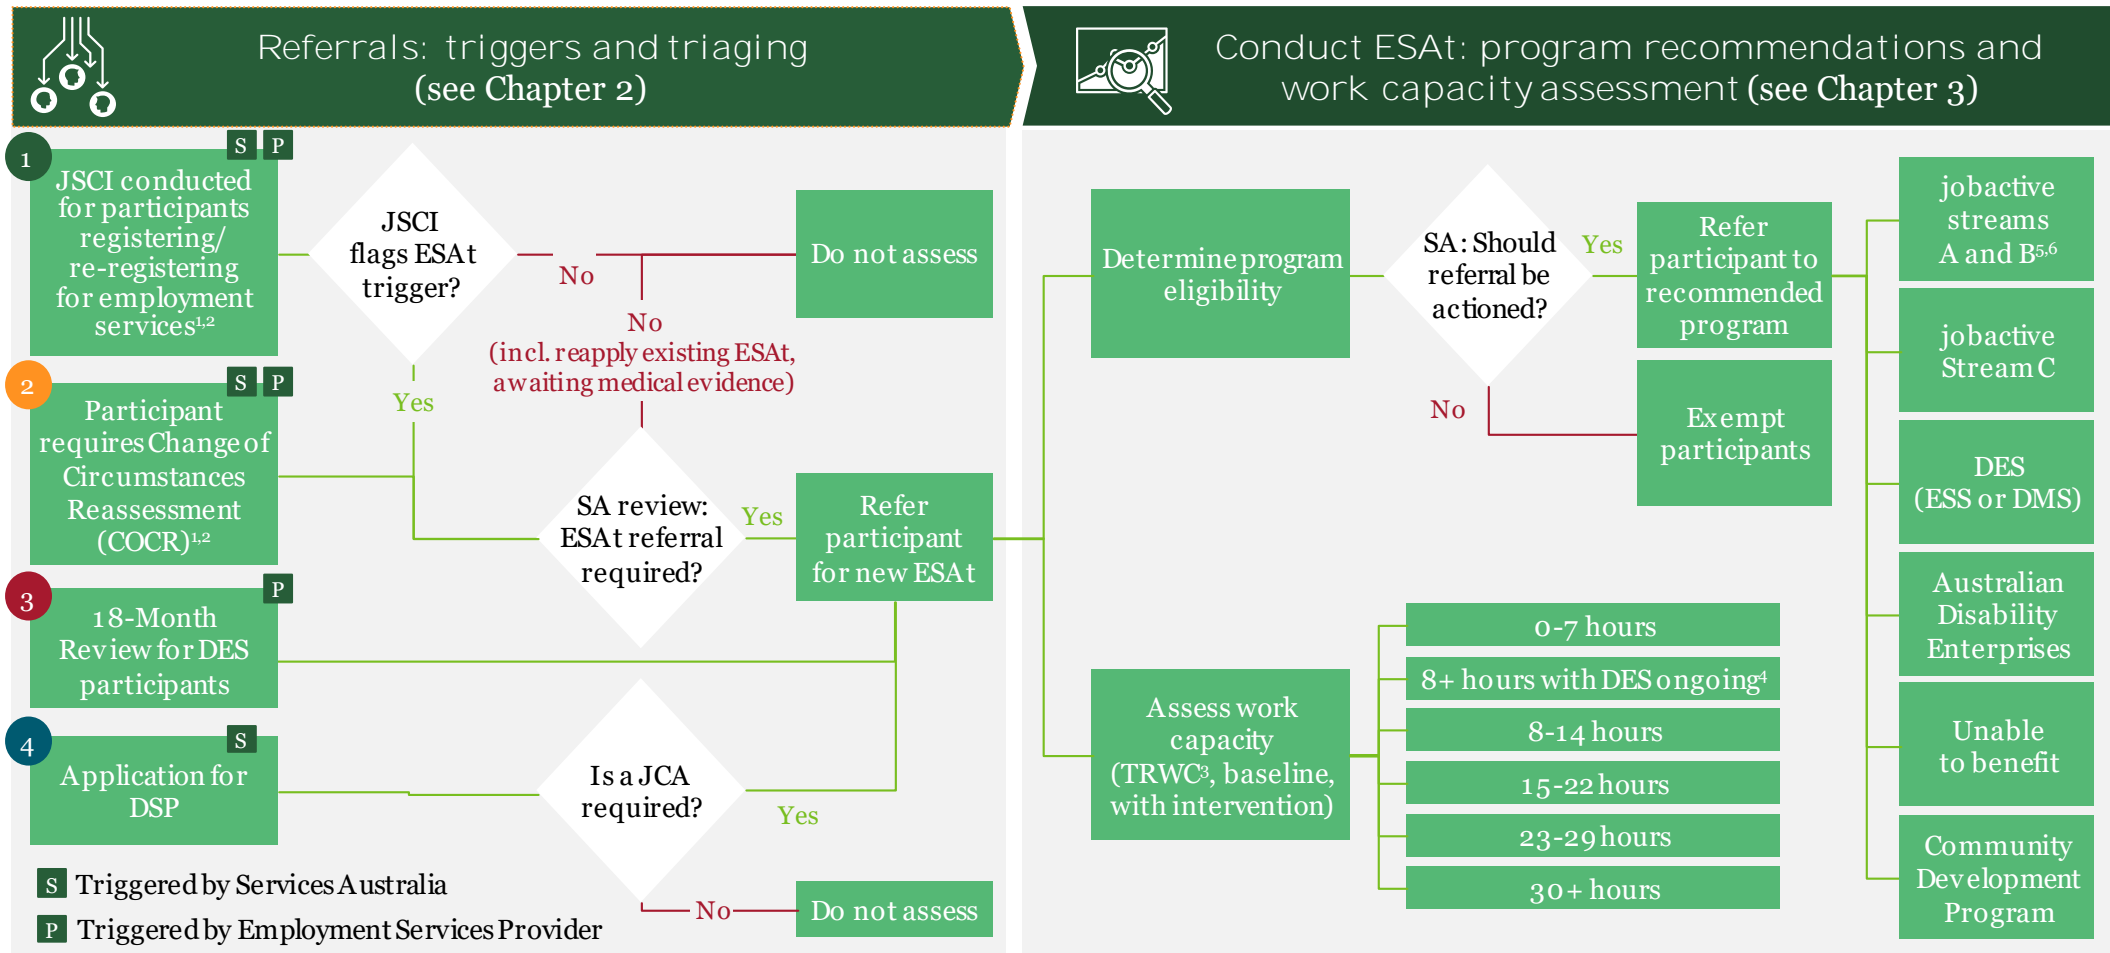 Referrals: triggers and triaging
(see Chapter 2)
Conduct ESAt: program recommendations and
work capacity assessment (see Chapter 3)
1
S P
JSCI conducted
for participants
registering/
re-registering
for employment
services1,2
JSCI
flags ESAt
trigger?
No
Do not assess
Yes
No
(incl. reapply existing ESAt,
awaiting medical evidence)
2
S P
Participant
requires Change of
Circumstances
Reassessment
(COCR)1,2
SA review:
ESAt referral
required?
Yes
Refer
participant
for new ESAt
3
P
18-Month
Review for DES
participants
4
S
Application for
DSP
Is a JCA
required?
Yes
No
Do not assess
S Triggered by Services Australia
P Triggered by Employment Services Provider
Determine program
eligibility
SA: Should
referral be
actioned?
Yes
Refer
participant to
recommended
program
No
Exempt
participants
jobactive
streams
A and B5,6
jobactive
Stream C
DES
(ESS or DMS)
Australian
Disability
Enterprises
Unable
to benefit
Community
Development
Program
Assess work
capacity
(TRWC3, baseline,
with intervention)
0-7 hours
8+ hours with DES ongoing4
8-14 hours
15-22 hours
23-29 hours
30+ hours